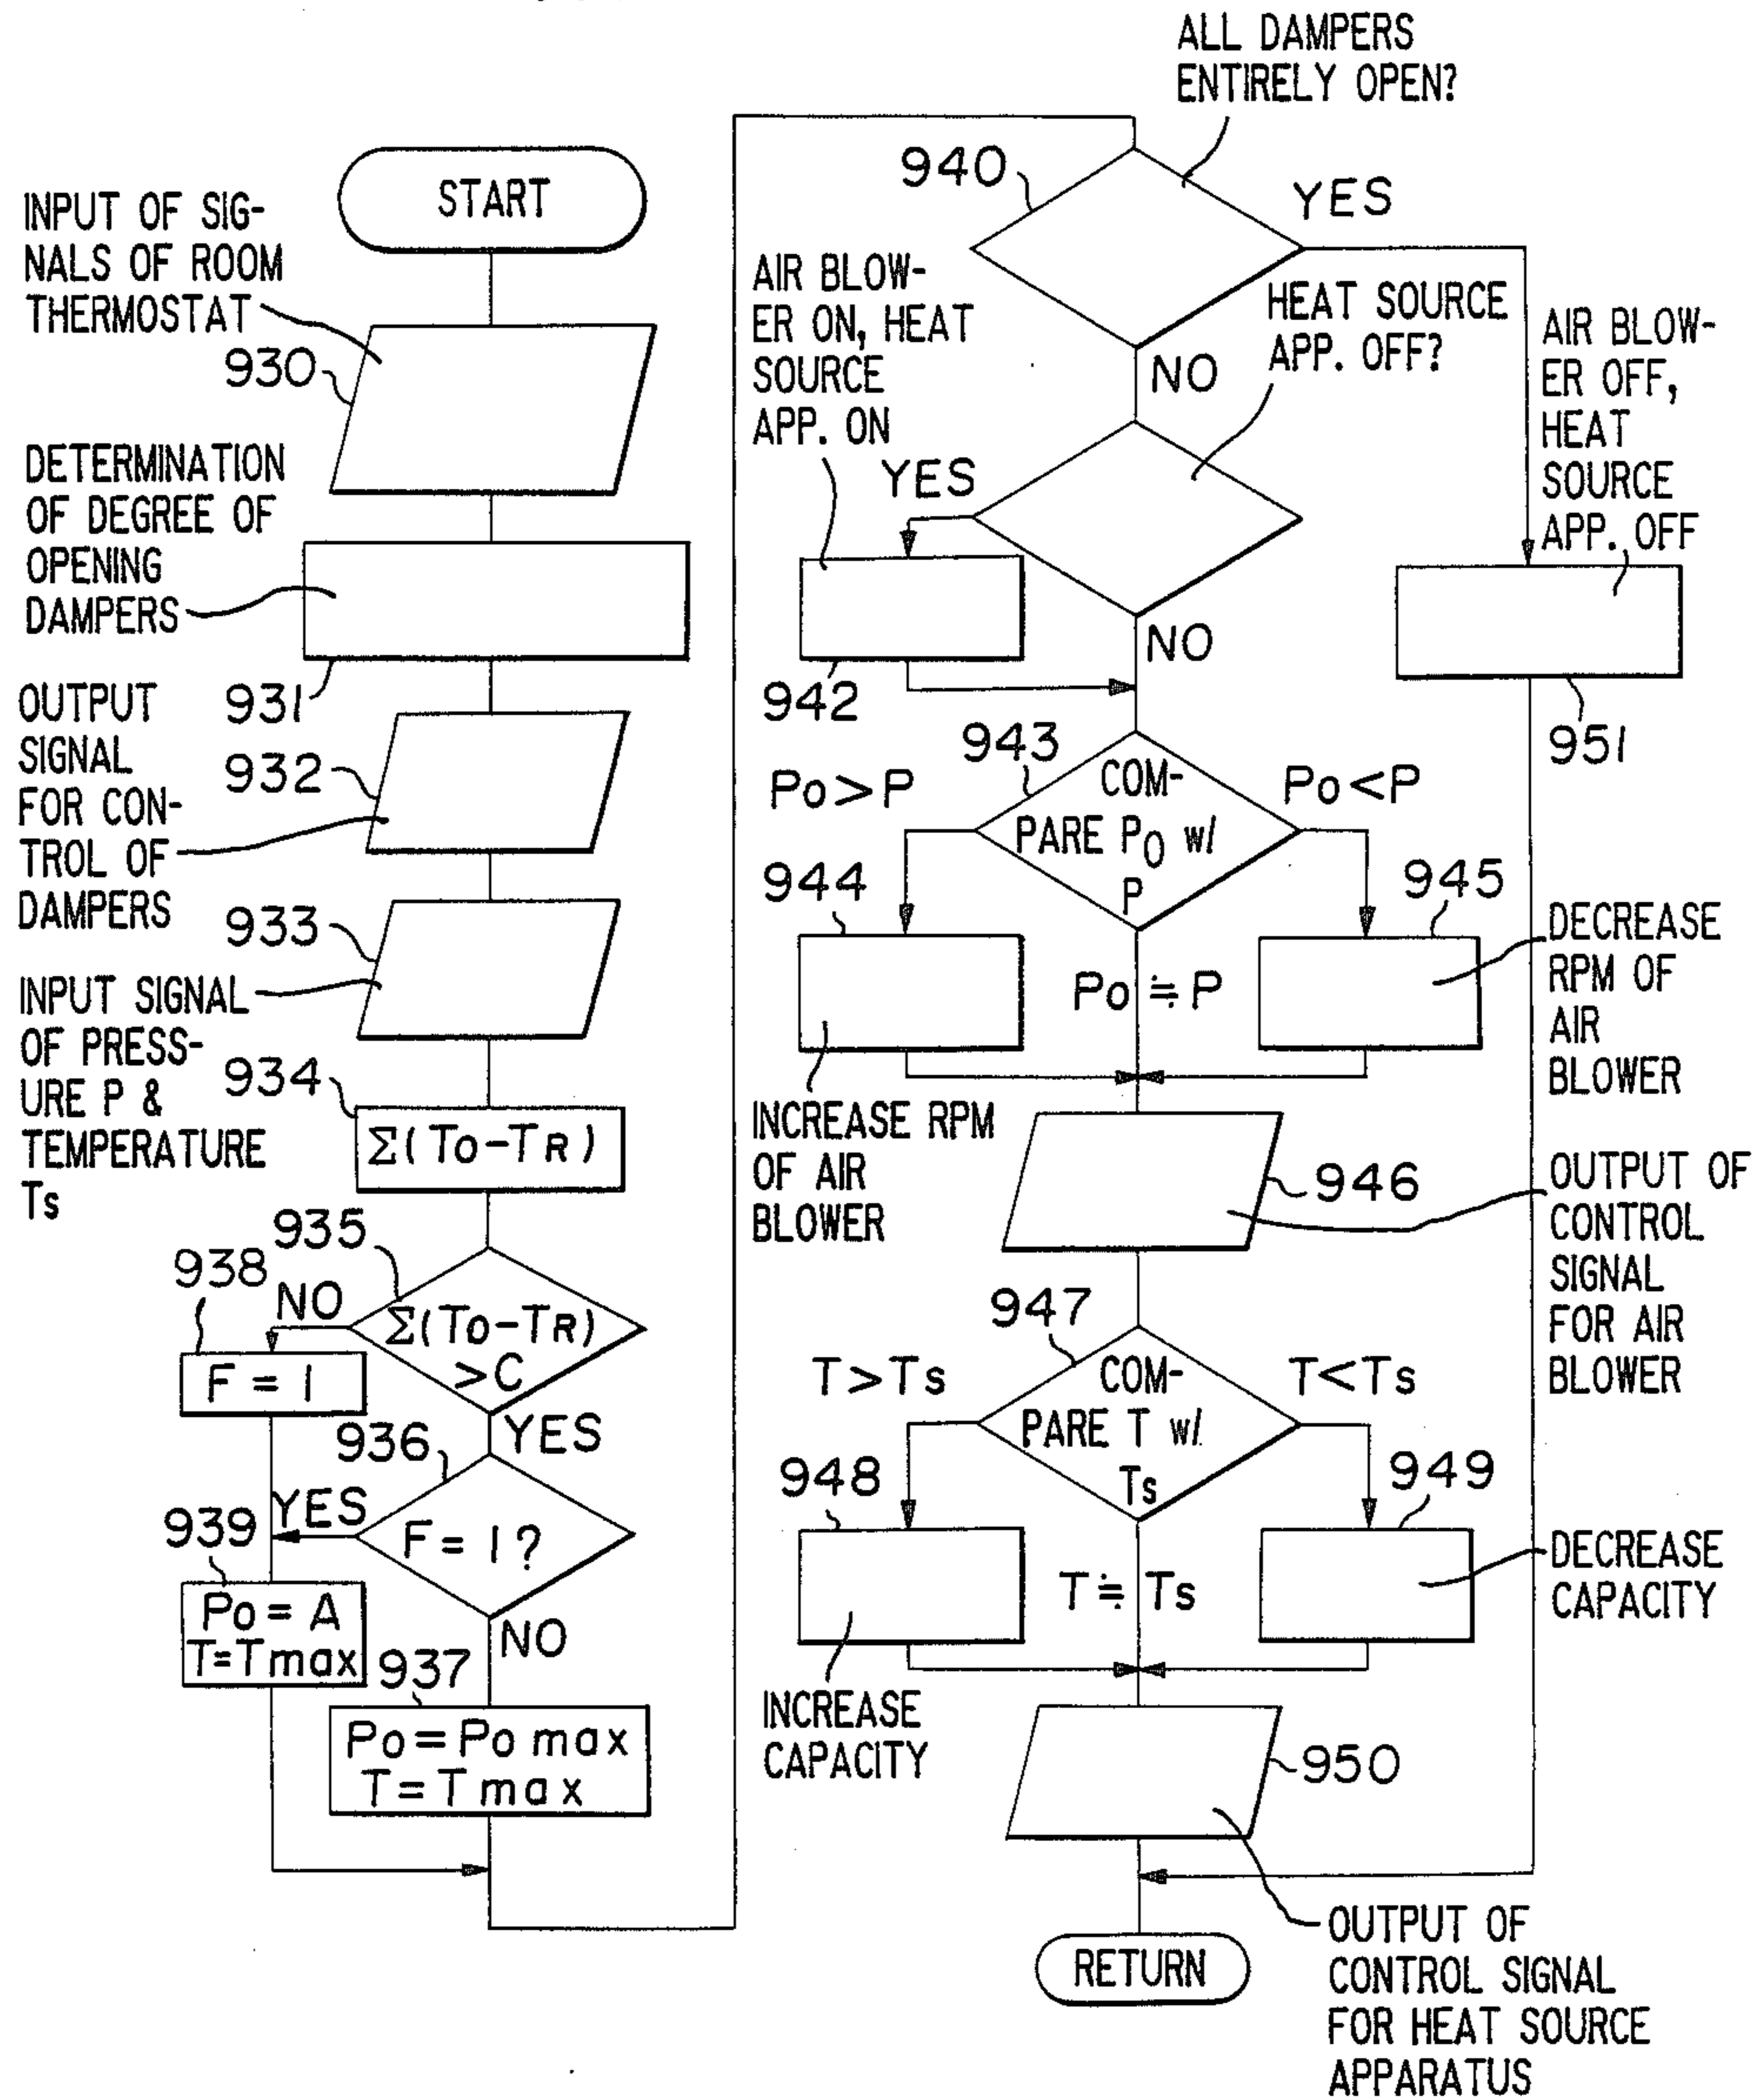 START
INPUT OF SIG-
NALS OF ROOM
THERMOSTAT
930
DETERMINATION
OF DEGREE OF
OPENING
DAMPERS
931
OUTPUT
SIGNAL
FOR CON-
TROL OF
DAMPERS
932
933
INPUT SIGNAL
OF PRESS-
URE P &
TEMPERATURE
Ts
934
Σ(To-TR)
935
Σ(To-TR)
>C
NO
YES
938
F = 1
936
F = 1 ?
YES
NO
939
Po = A
T=Tmax
937
Po = Po max
T = T max
ALL DAMPERS
ENTIRELY OPEN?
940
YES
NO
HEAT SOURCE
APP. OFF?
AIR BLOW-
ER ON, HEAT
SOURCE
APP. ON
YES
NO
942
AIR BLOW-
ER OFF,
HEAT
SOURCE
APP. OFF
951
943
COM-
PARE Po w/
P
Po > P
Po < P
Po ≒ P
944
INCREASE RPM
OF AIR
BLOWER
945
DECREASE
RPM OF
AIR
BLOWER
946
OUTPUT OF
CONTROL
SIGNAL
FOR AIR
BLOWER
947
COM-
PARE T w/
Ts
T > Ts
T < Ts
T ≒ Ts
948
INCREASE
CAPACITY
949
DECREASE
CAPACITY
950
OUTPUT OF
CONTROL SIGNAL
FOR HEAT SOURCE
APPARATUS
RETURN